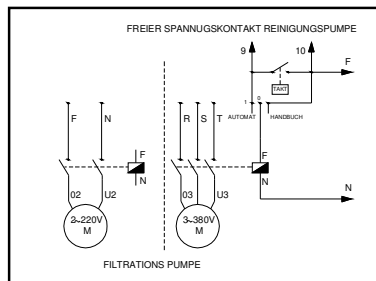 FREIER SPANNUGSKONTAKT REINIGUNGSPUMPE
9 10
F
TAKT
1 0
AUTOMAT HANDBUCH
F N R S T
F F
N N
02 U2 03 U3
N
2~220V 3~380V
M M
FILTRATIONS PUMPE